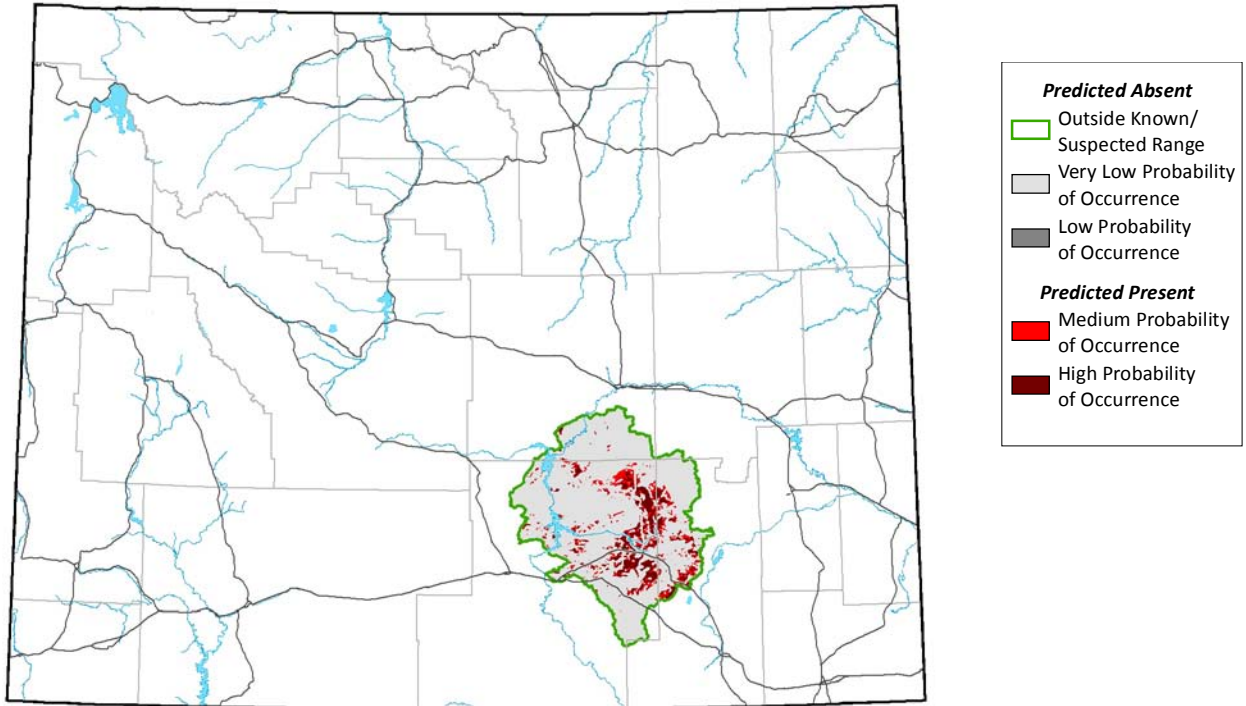 Predicted Absent
Outside Known/
Suspected Range
Very Low Probability
of Occurrence
Low Probability
of Occurrence
Predicted Present
Medium Probability
of Occurrence
High Probability
of Occurrence